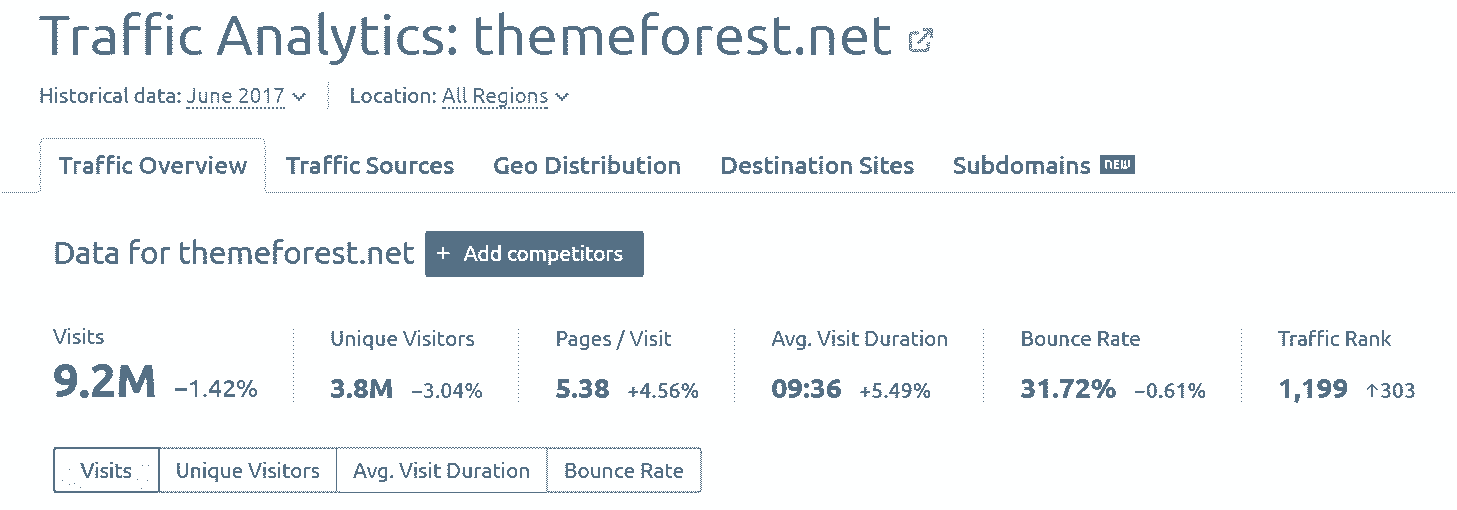 Traffic Analytics: themeforest.net
Historical data: June 2017 Location: All Regions
Traffic Overview Traffic Sources Geo Distribution Destination Sites Subdomains NEW
Data for themeforest.net + Add competitors
Visits Unique Visitors Pages / Visit Avg. Visit Duration Bounce Rate Traffic Rank
9.2M −1.42% 3.8M −3.04% 5.38 +4.56% 09:36 +5.49% 31.72% −0.61% 1,199 ↑303
Visits Unique Visitors Avg. Visit Duration Bounce Rate